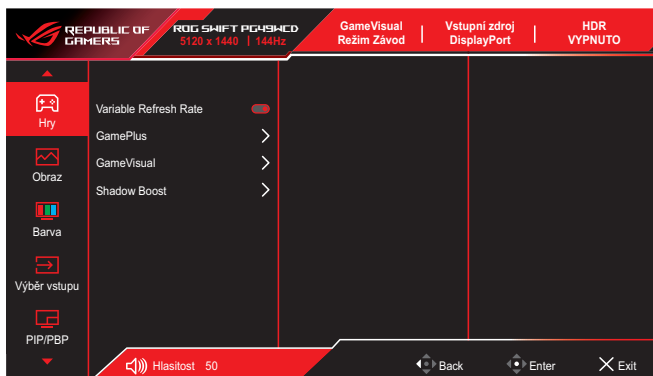 REPUBLIC OF
GAMERS
ROG SWIFT PG49WCD
5120 x 1440 | 144Hz
GameVisual
Režim Závod
Vstupní zdroj
DisplayPort
HDR
VYPNUTO
Hry
Obraz
Barva
Výběr vstupu
PIP/PBP
Variable Refresh Rate
GamePlus
GameVisual
Shadow Boost
Hlasitost 50
Back
Enter
Exit